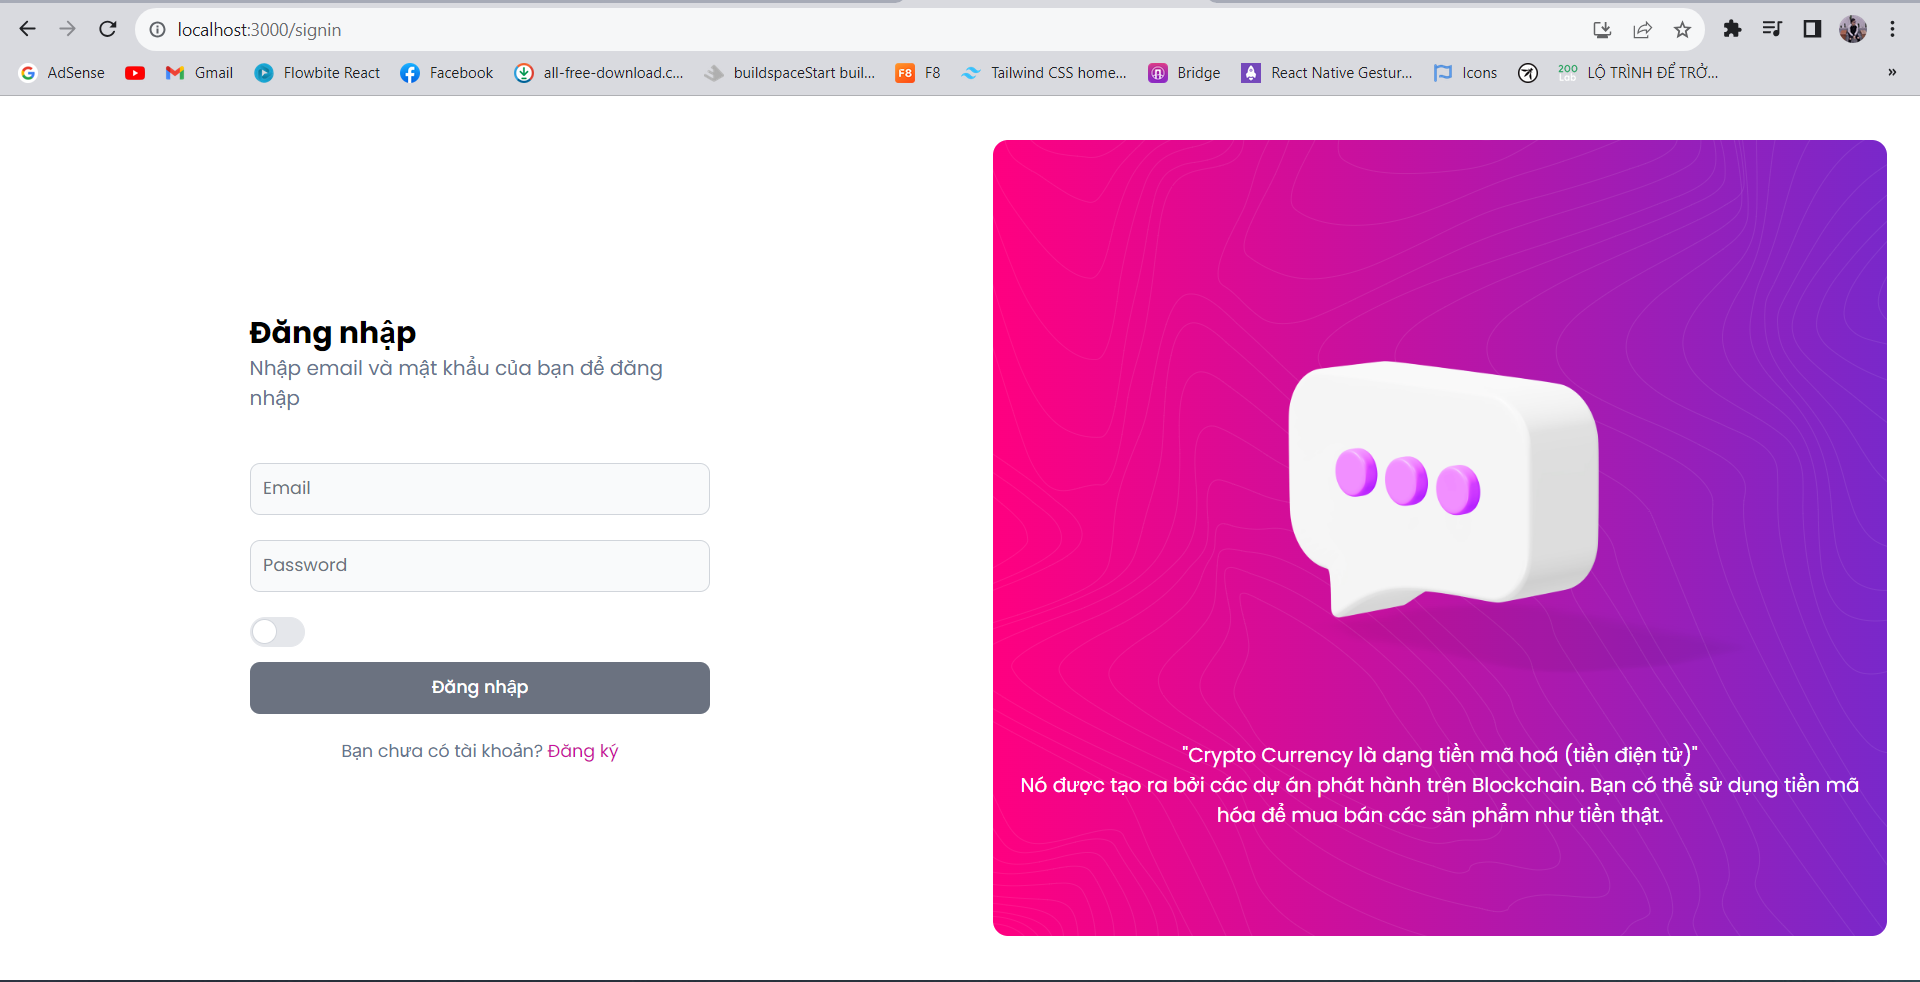 localhost:3000/signin
AdSense
Gmail
Flowbite React
Facebook
all-free-download.c...
buildspaceStart buil...
F8 F8
Tailwind CSS home...
Bridge
React Native Gestur...
Icons
200 Lab LỘ TRÌNH ĐỂ TRỞ...
»
Đăng nhập
Nhập email và mật khẩu của bạn để đăng
nhập
Email
Password
Đăng nhập
Bạn chưa có tài khoản? Đăng ký
"Crypto Currency là dạng tiền mã hoá (tiền điện tử)"
Nó được tạo ra bởi các dự án phát hành trên Blockchain. Bạn có thể sử dụng tiền mã
hóa để mua bán các sản phẩm như tiền thật.